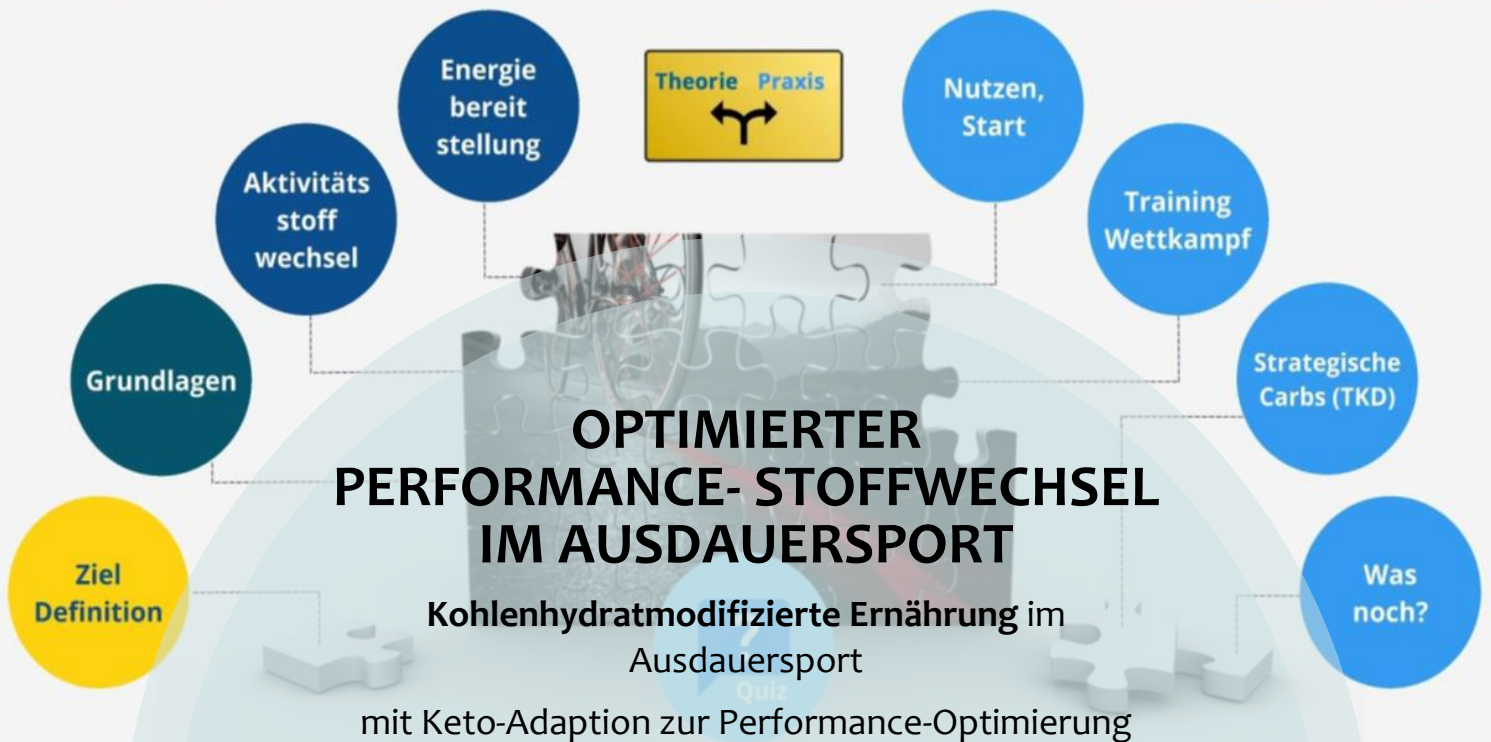 Energie
bereit
stellung
Theorie Praxis
Nutzen,
Start
Aktivitäts
stoff
wechsel
Training
Wettkampf
Grundlagen
Strategische
Carbs (TKD)
OPTIMIERTER
PERFORMANCE- STOFFWECHSEL
IM AUSDAUERSPORT
Ziel
Definition
Was
noch?
Kohlenhydratmodifizierte Ernährung im
Ausdauersport
?
Quiz
mit Keto-Adaption zur Performance-Optimierung